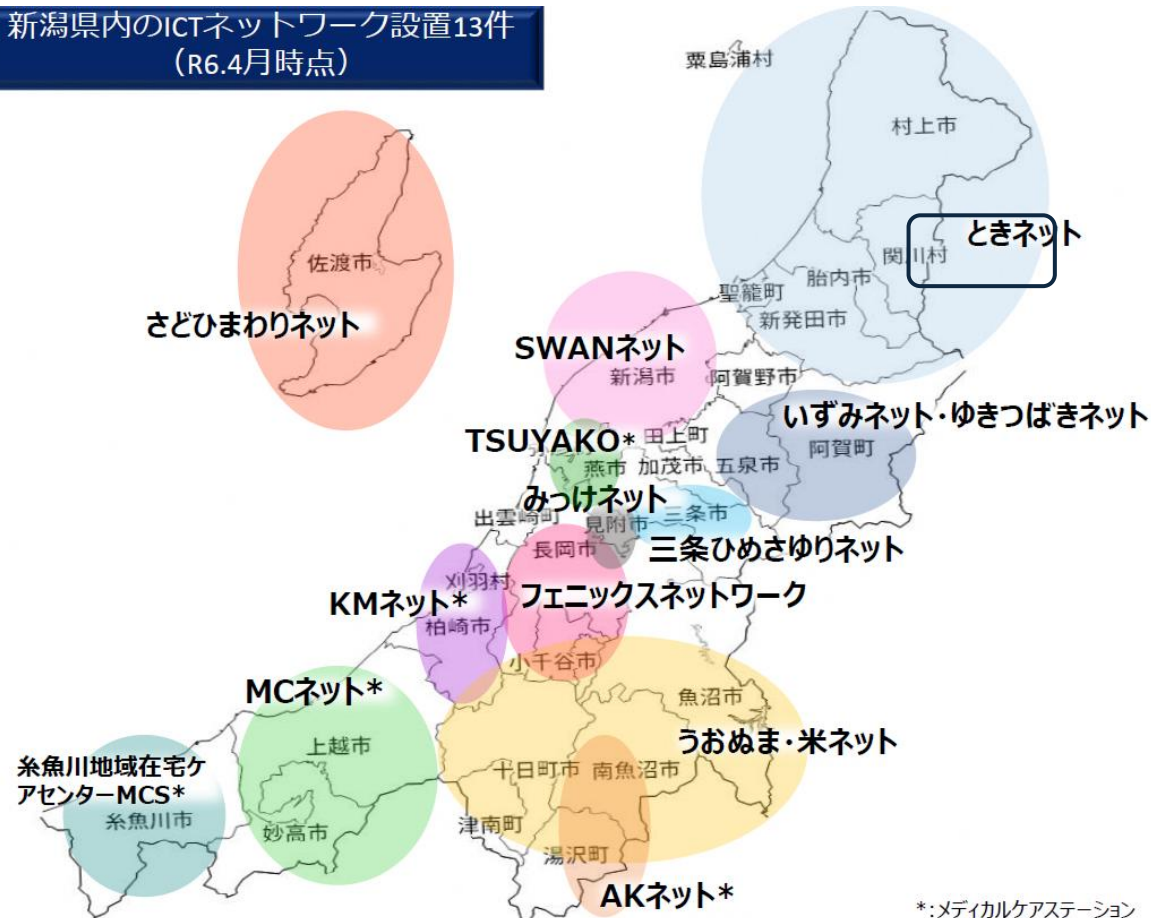 新潟県内のICTネットワーク設置13件
（R6.4月時点）
粟島浦村
村上市
ときネット
関川村
胎内市
聖籠町
新発田市
佐渡市
さどひまわりネット
SWANネット
新潟市
阿賀野市
いずみネット・ゆきつばきネット
阿賀町
TSUYAKO*
田上町
燕市
加茂市
五泉市
みっけネット
出雲崎町
見附市
三条市
長岡市
三条ひめさゆりネット
刈羽村
KMネット*
フェニックスネットワーク
柏崎市
小千谷市
MCネット*
魚沼市
上越市
うおぬま・米ネット
糸魚川地域在宅ケ
アセンターMCS*
十日町市
南魚沼市
糸魚川市
妙高市
津南町
湯沢町
AKネット*
*:メディカルケアステーション